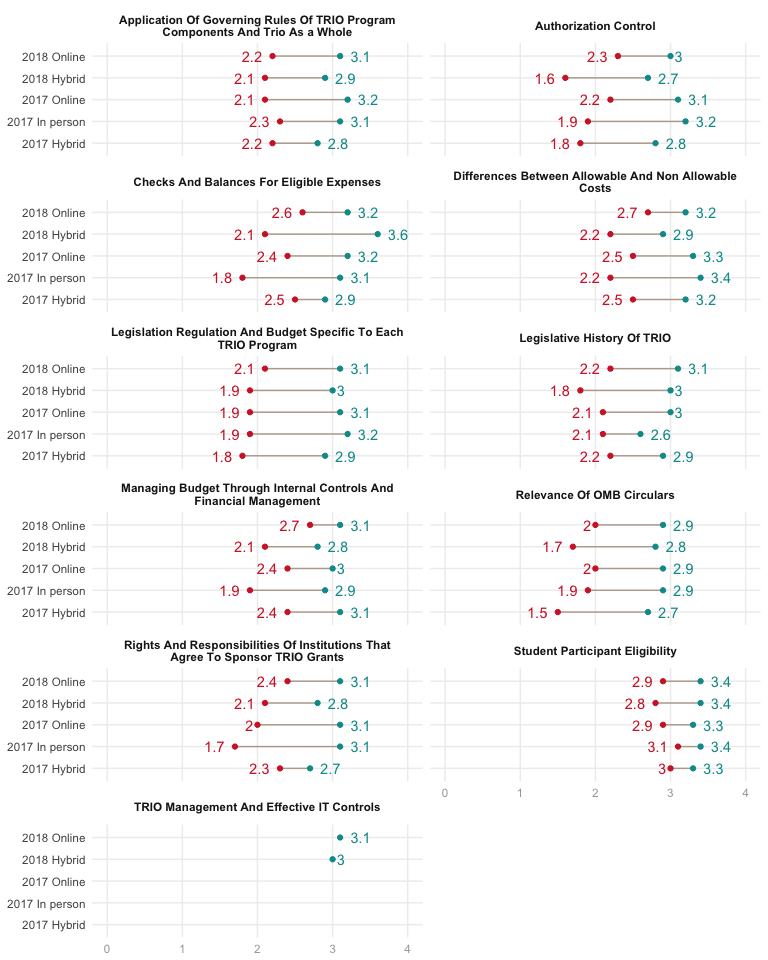 Application Of Governing Rules Of TRIO Program
Components And Trio As a Whole
2018 Online 2.2 3.1
2018 Hybrid 2.1 2.9
2017 Online 2.1 3.2
2017 In person 2.3 3.1
2017 Hybrid 2.2 2.8
Authorization Control
2.3 3
1.6 2.7
2.2 3.1
1.9 3.2
1.8 2.8
Checks And Balances For Eligible Expenses
2018 Online 2.6 3.2
2018 Hybrid 2.1 3.6
2017 Online 2.4 3.2
2017 In person 1.8 3.1
2017 Hybrid 2.5 2.9
Differences Between Allowable And Non Allowable
Costs
2.7 3.2
2.2 2.9
2.5 3.3
2.2 3.4
2.5 3.2
Legislation Regulation And Budget Specific To Each
TRIO Program
2018 Online 2.1 3.1
2018 Hybrid 1.9 3
2017 Online 1.9 3.1
2017 In person 1.9 3.2
2017 Hybrid 1.8 2.9
Legislative History Of TRIO
2.2 3.1
1.8 3
2.1 3
2.1 2.6
2.2 2.9
Managing Budget Through Internal Controls And
Financial Management
2018 Online 2.7 3.1
2018 Hybrid 2.1 2.8
2017 Online 2.4 3
2017 In person 1.9 2.9
2017 Hybrid 2.4 3.1
Relevance Of OMB Circulars
2 2.9
1.7 2.8
2 2.9
1.9 2.9
1.5 2.7
Rights And Responsibilities Of Institutions That
Agree To Sponsor TRIO Grants
2018 Online 2.4 3.1
2018 Hybrid 2.1 2.8
2017 Online 2 3.1
2017 In person 1.7 3.1
2017 Hybrid 2.3 2.7
Student Participant Eligibility
2.9 3.4
2.8 3.4
2.9 3.3
3.1 3.4
3 3.3
0 1 2 3 4
TRIO Management And Effective IT Controls
2018 Online 3.1
2018 Hybrid 3
2017 Online
2017 In person
2017 Hybrid
0 1 2 3 4